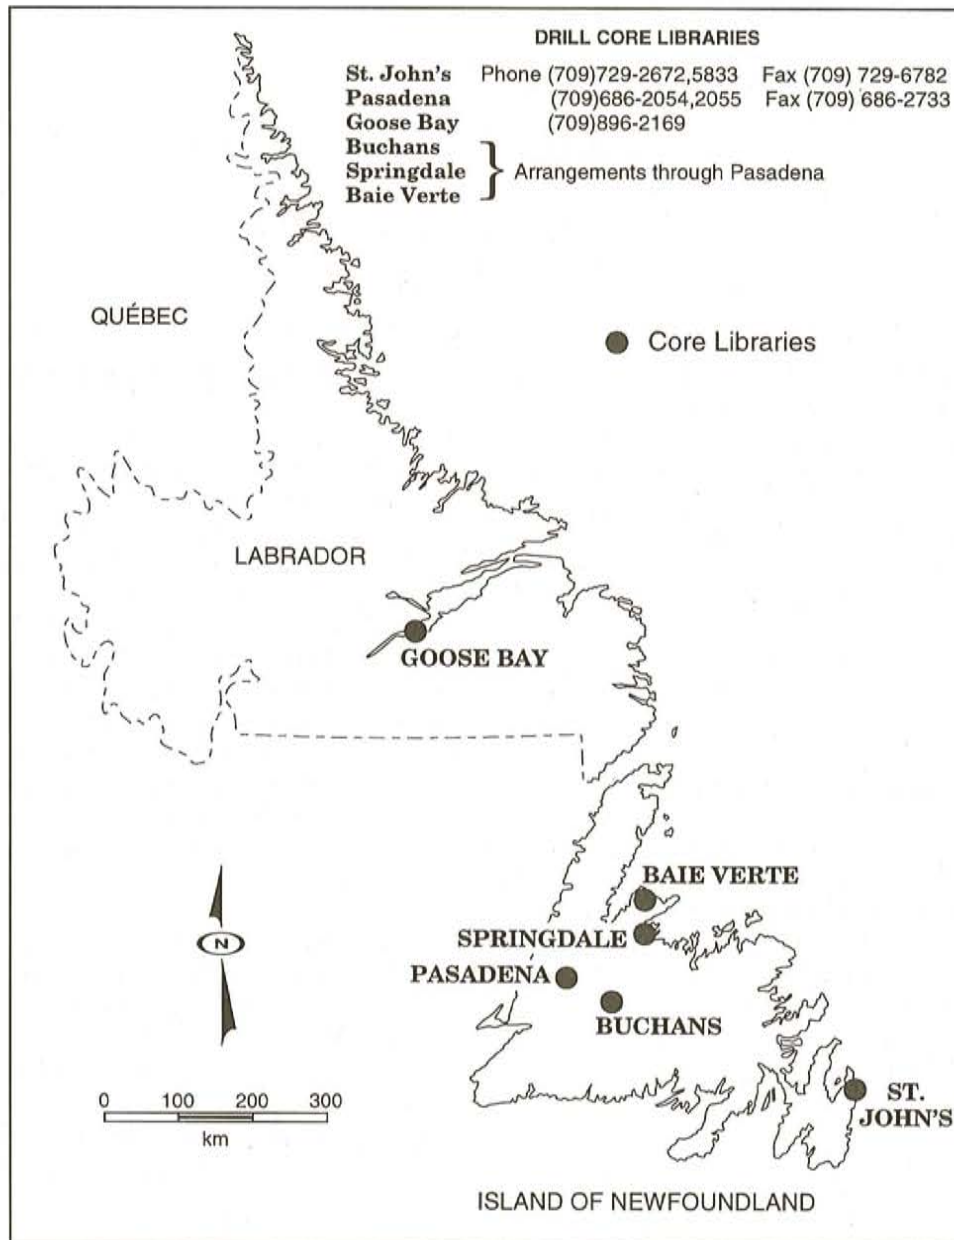 DRILL CORE LIBRARIES
St. John's Phone (709)729-2672,5833 Fax (709) 729-6782
Pasadena (709)686-2054,2055 Fax (709) 686-2733
Goose Bay (709)896-2169
Buchans
Springdale } Arrangements through Pasadena
Baie Verte
QUÉBEC
Core Libraries
LABRADOR
GOOSE BAY
BAIE VERTE
SPRINGDALE
PASADENA
BUCHANS
N
0 100 200 300
km
ST.
JOHN'S
ISLAND OF NEWFOUNDLAND